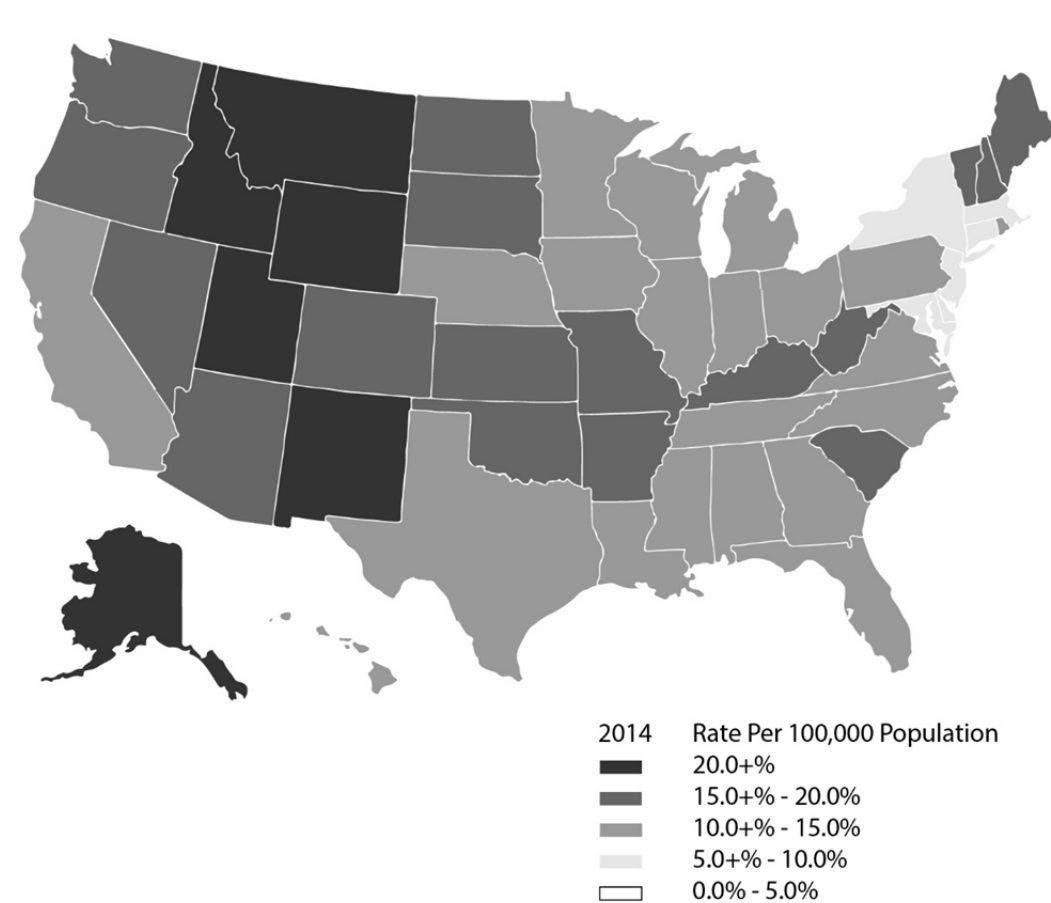 2014 Rate Per 100,000 Population
20.0+%
15.0+% - 20.0%
10.0+% - 15.0%
5.0+% - 10.0%
0.0% - 5.0%